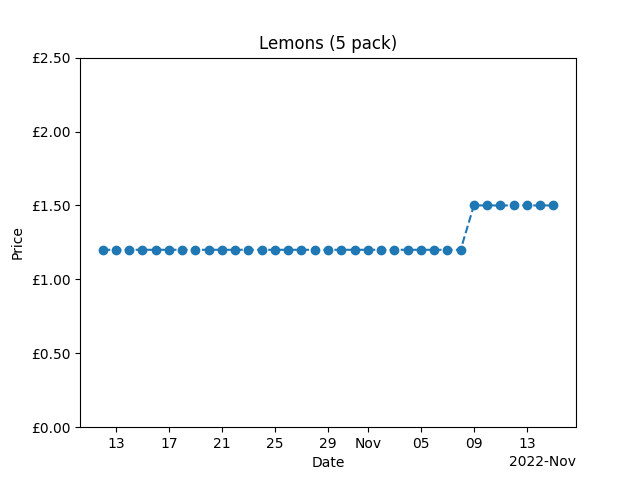 Lemons (5 pack)
£2.50
£2.00
£1.50
£1.00
£0.50
£0.00
Price
13 17 21 25 29 Nov 05 09 13
Date
2022-Nov